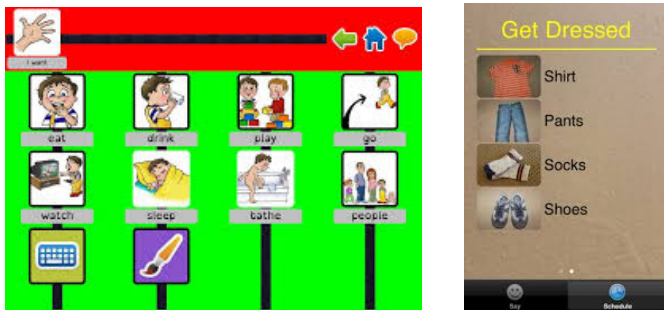 I want
eat drink play go
watch sleep bathe people
Get Dressed
Shirt
Pants
Socks
Shoes
Say Schedule